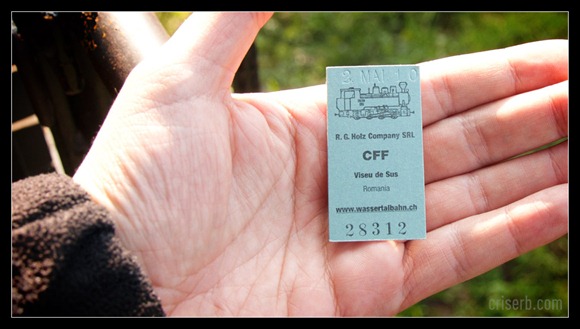 2 MAI 10
R. G. Holz Company SRL
CFF
Viseu de Sus
Romania
www.wassertalbahn.ch
28312
criserb.com